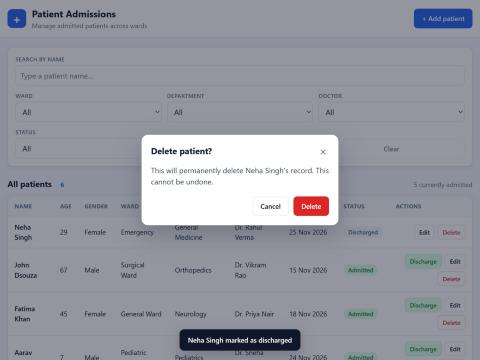 +
Patient Admissions
Manage admitted patients across wards
+ Add patient
SEARCH BY NAME
Type a patient name...
WARD
DEPARTMENT
DOCTOR
All
All
All
STATUS
All
Clear
Delete patient?
×
This will permanently delete Neha Singh's record. This
cannot be undone.
Cancel
Delete
All patients
6
5 currently admitted
NAME
AGE
GENDER
WARD
STATUS
ACTIONS
Neha
Singh
29
Female
Emergency
General
Medicine
Dr. Rahul
Verma
25 Nov 2026
Discharged
Edit
Delete
John
Dsouza
67
Male
Surgical
Ward
Orthopedics
Dr. Vikram
Rao
15 Nov 2026
Admitted
Discharge
Edit
Delete
Fatima
Khan
45
Female
General Ward
Neurology
Dr. Priya Nair
18 Nov 2026
Admitted
Discharge
Edit
Delete
Aarav
7
Male
Pediatric
Pediatrics
Dr. Sneha
24 Nov 2026
Admitted
Discharge
Edit
Neha Singh marked as discharged